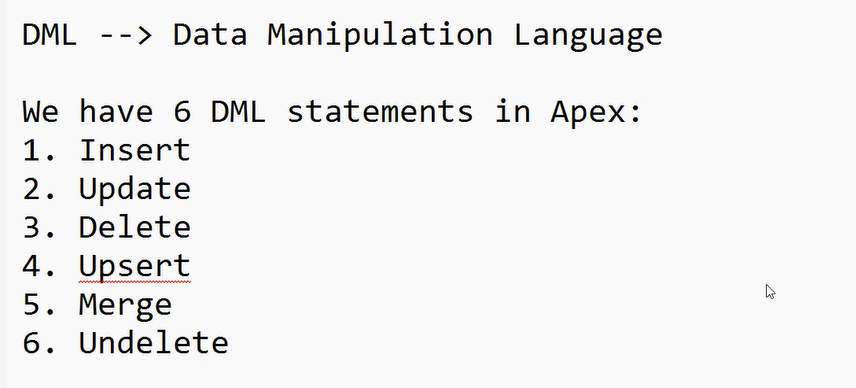 DML --> Data Manipulation Language
We have 6 DML statements in Apex:
1. Insert
2. Update
3. Delete
4. Upsert
5. Merge
6. Undelete